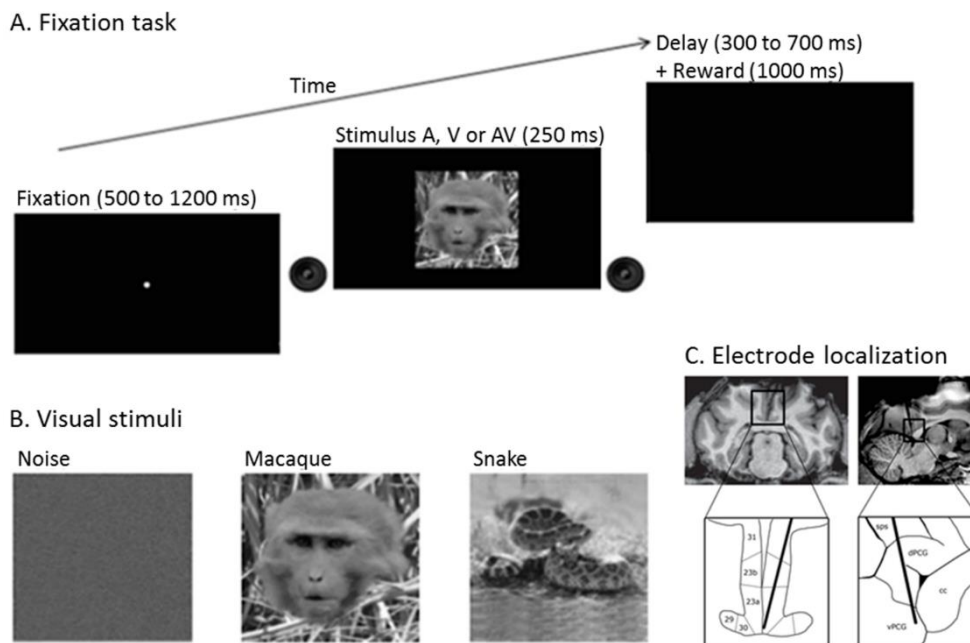 A. Fixation task
Time
Delay (300 to 700 ms)
+ Reward (1000 ms)
Stimulus A, V or AV (250 ms)
Fixation (500 to 1200 ms)
B. Visual stimuli
Noise
Macaque
Snake
C. Electrode localization
31
23b
23a
29
30
sps
dPCG
cc
vPCG